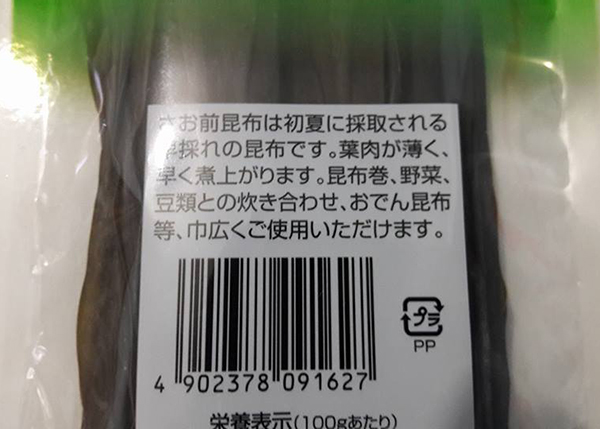 さお前昆布は初夏に採取される
早採れの昆布です。葉肉が薄く、
早く煮上がります。昆布巻、野菜、
豆類との炊き合わせ、おでん昆布
等、巾広くご使用いただけます。
プラ
PP
4 902378 091627
栄養表示(100gあたり)